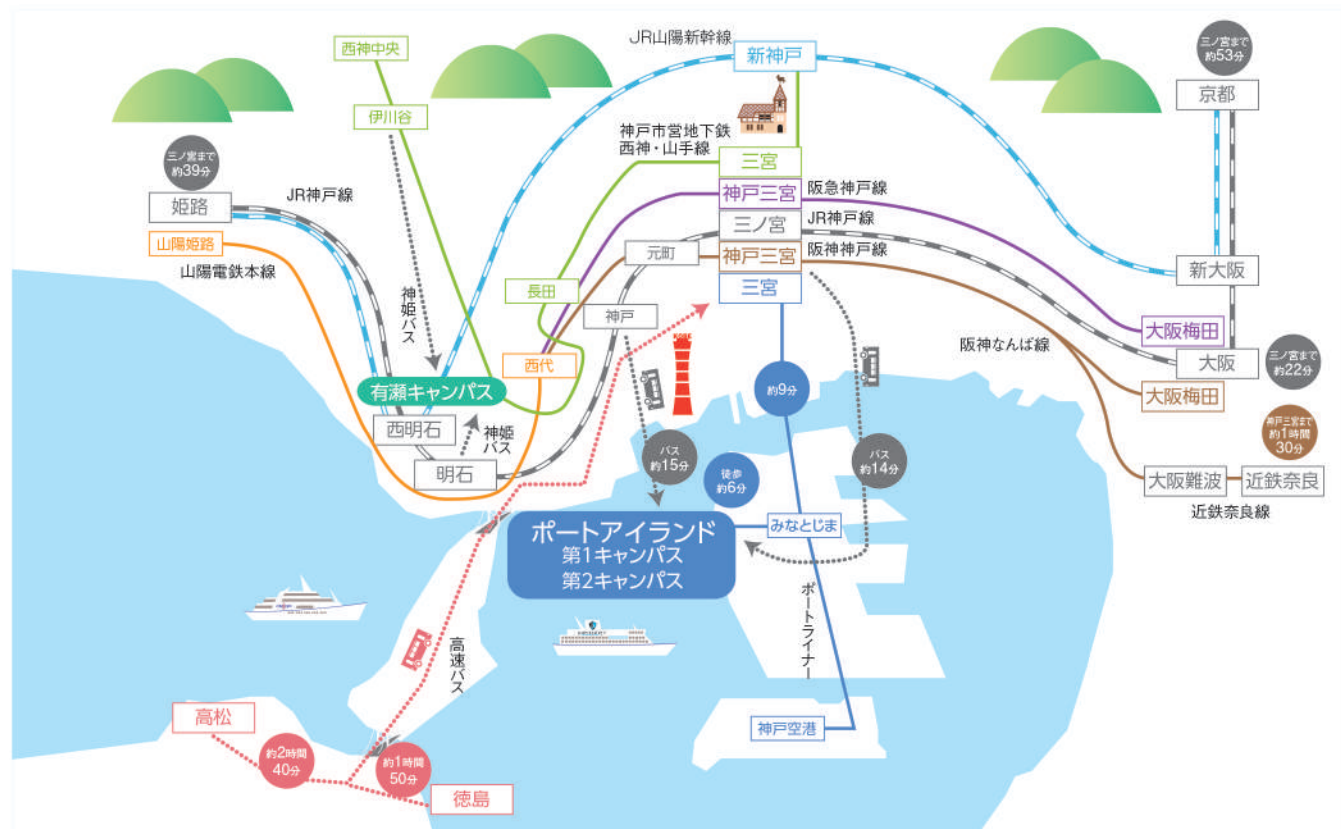 西神中央
JR山陽新幹線
新神戸
三ノ宮まで
約53分
京都
伊川谷
神戸市営地下鉄
西神・山手線
三ノ宮まで
約39分
三宮
姫路
JR神戸線
神戸三宮
阪急神戸線
三ノ宮
JR神戸線
山陽姫路
山陽電鉄本線
元町
神戸三宮
阪神神戸線
新大阪
神姫バス
長田
三宮
神戸
KOBE
大阪梅田
阪神なんば線
大阪
三ノ宮まで
約22分
西代
有瀬キャンパス
約9分
大阪梅田
西明石
神姫
バス
神戸三宮まで
約1時間
30分
明石
バス
約15分
徒歩
約6分
バス
約14分
大阪難波
近鉄奈良
近鉄奈良線
ポートアイランド
第1キャンパス
第2キャンパス
みなとじま
ポートライナー
高速バス
高松
神戸空港
約2時間
40分
約1時間
50分
徳島